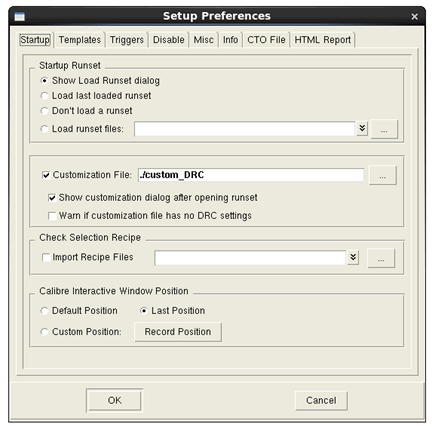 Setup Preferences
Startup Templates Triggers Disable Misc Info CTO File HTML Report
Startup Runset
Show Load Runset dialog
Load last loaded runset
Don't load a runset
Load runset files: ...
Customization File: ./custom_DRC ...
Show customization dialog after opening runset
Warn if customization file has no DRC settings
Check Selection Recipe
Import Recipe Files ...
Calibre Interactive Window Position
Default Position Last Position
Custom Position: Record Position
OK Cancel